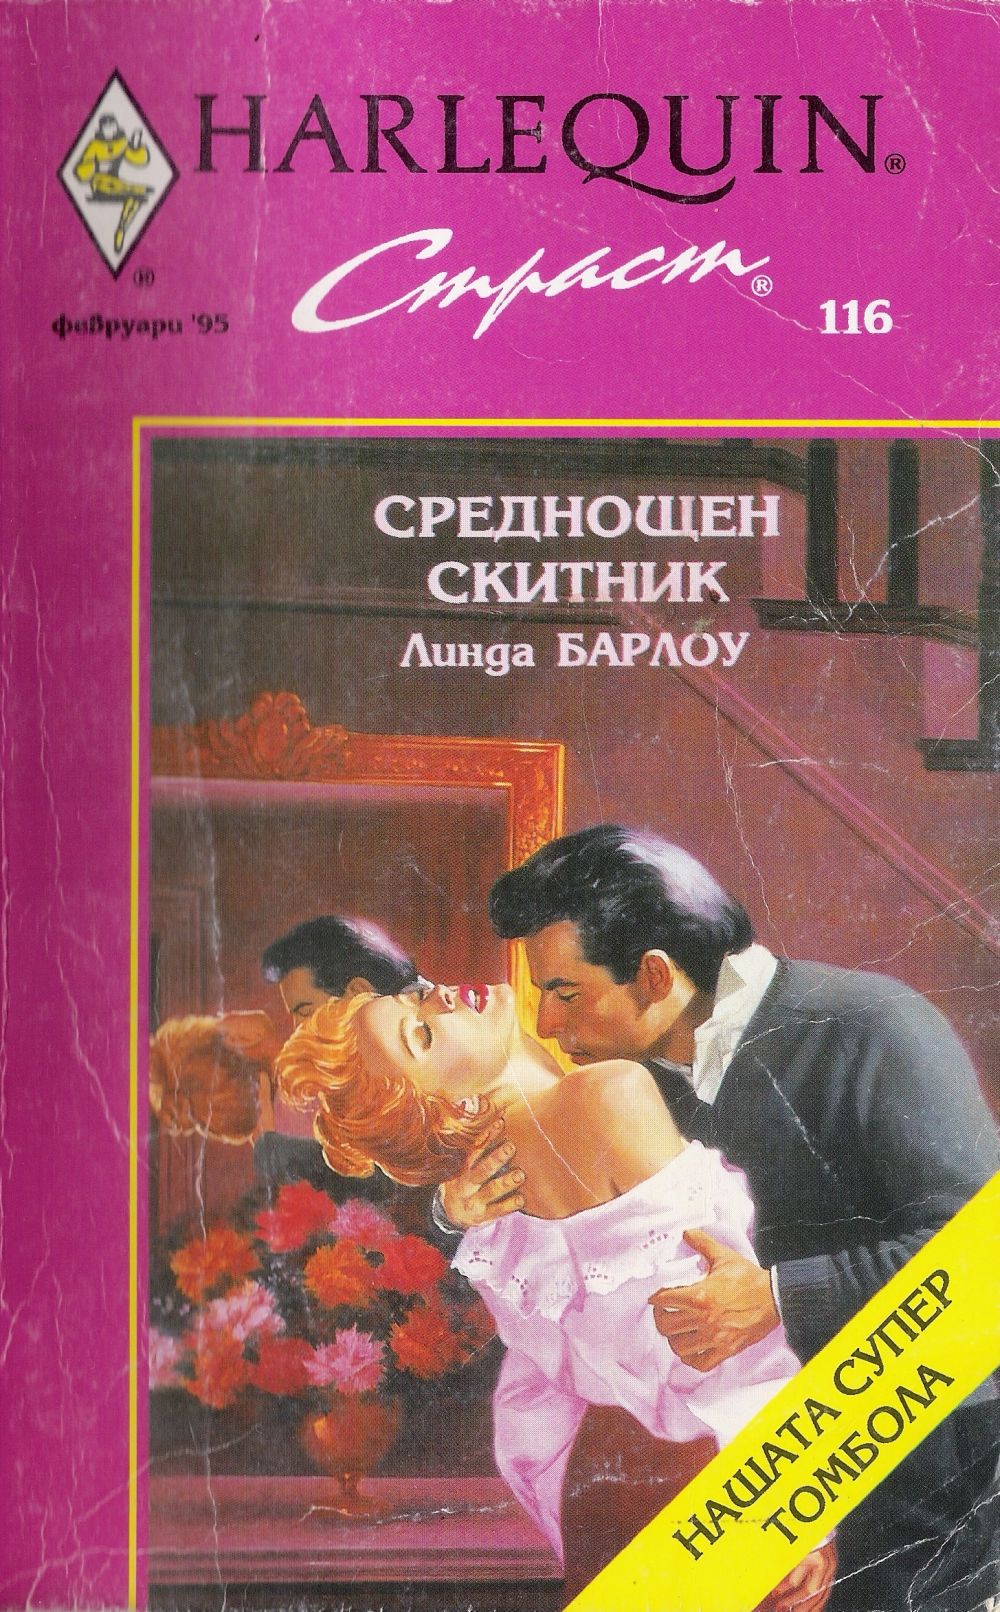 HARLEQUIN®
Страст®
116
февруари '95
СРЕДНОЩЕН
СКИТНИК
Линда БАРЛОУ
НАШАТА СУПЕР
ТОМБОЛА